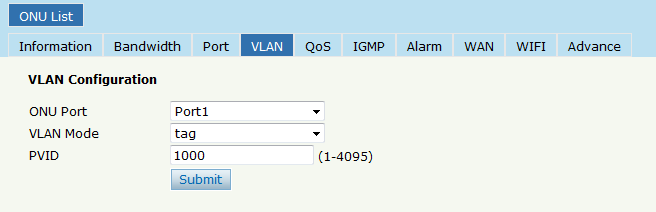 ONU List
Information Bandwidth Port VLAN QoS IGMP Alarm WAN WIFI Advance
VLAN Configuration
ONU Port Port1
VLAN Mode tag
PVID 1000 (1-4095)
Submit